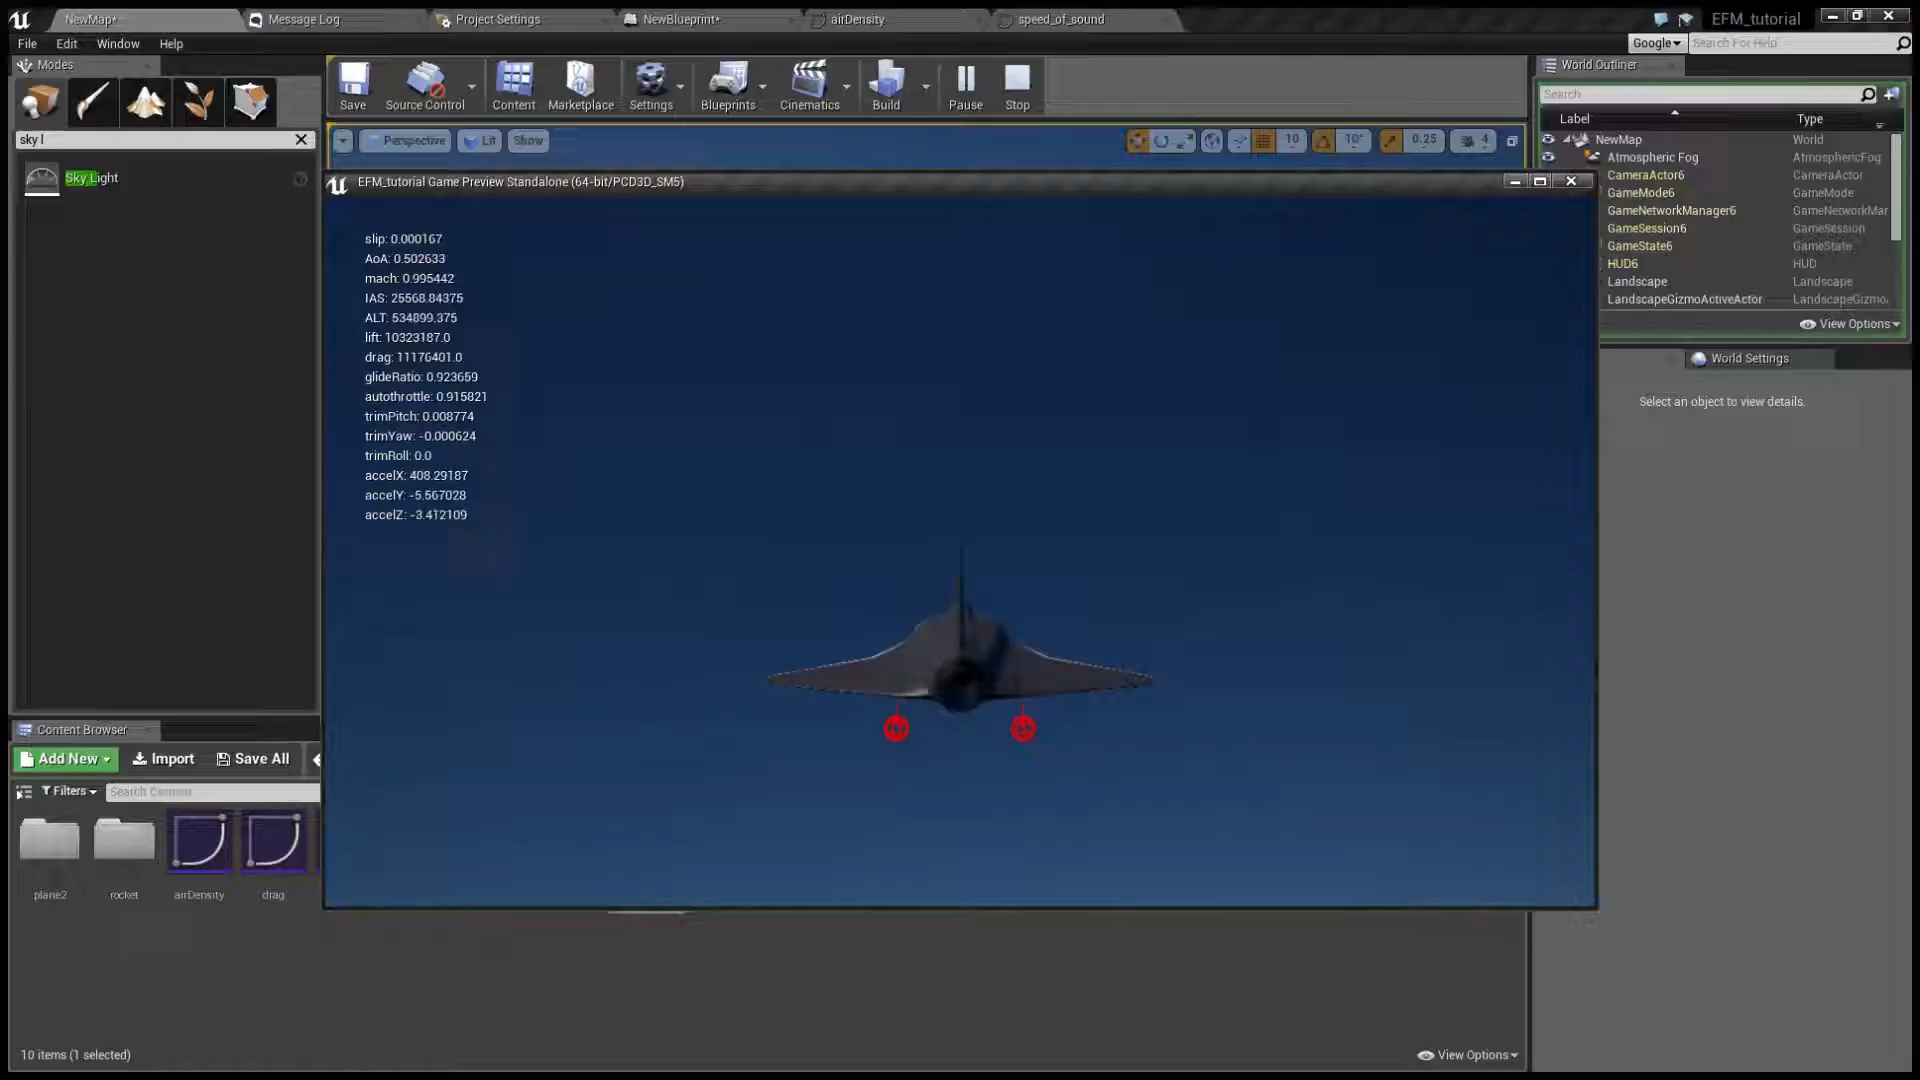 NewMap*
Message Log
Project Settings
NewBlueprint*
airDensity
speed_of_sound
EFM_tutorial
File
Edit
Window
Help
Google
Search For Help
Modes
World Outliner
Save
Source Control
Content
Marketplace
Settings
Blueprints
Cinematics
Build
Pause
Stop
Search
Label
Type
sky l
Perspective
Lit
Show
10
10°
0.25
4
NewMap
World
Atmospheric Fog
AtmosphericFog
CameraActor6
CameraActor
GameMode6
GameMode
GameNetworkManager6
GameNetworkMar
GameSession6
GameSession
GameState6
GameState
HUD6
HUD
Landscape
Landscape
LandscapeGizmoActiveActor
LandscapeGizmo
View Options
Sky Light
EFM_tutorial Game Preview Standalone (64-bit/PCD3D_SM5)
slip: 0.000167
AoA: 0.502633
mach: 0.995442
IAS: 25568.84375
ALT: 534899.375
lift: 10323187.0
drag: 11176401.0
glideRatio: 0.923659
autothrottle: 0.915821
trimPitch: 0.008774
trimYaw: -0.000624
trimRoll: 0.0
accelX: 408.29187
accelY: -5.567028
accelZ: -3.412109
World Settings
Select an object to view details.
Content Browser
Add New
Import
Save All
Filters
Search Content
plane2
rocket
airDensity
drag
10 items (1 selected)
View Options